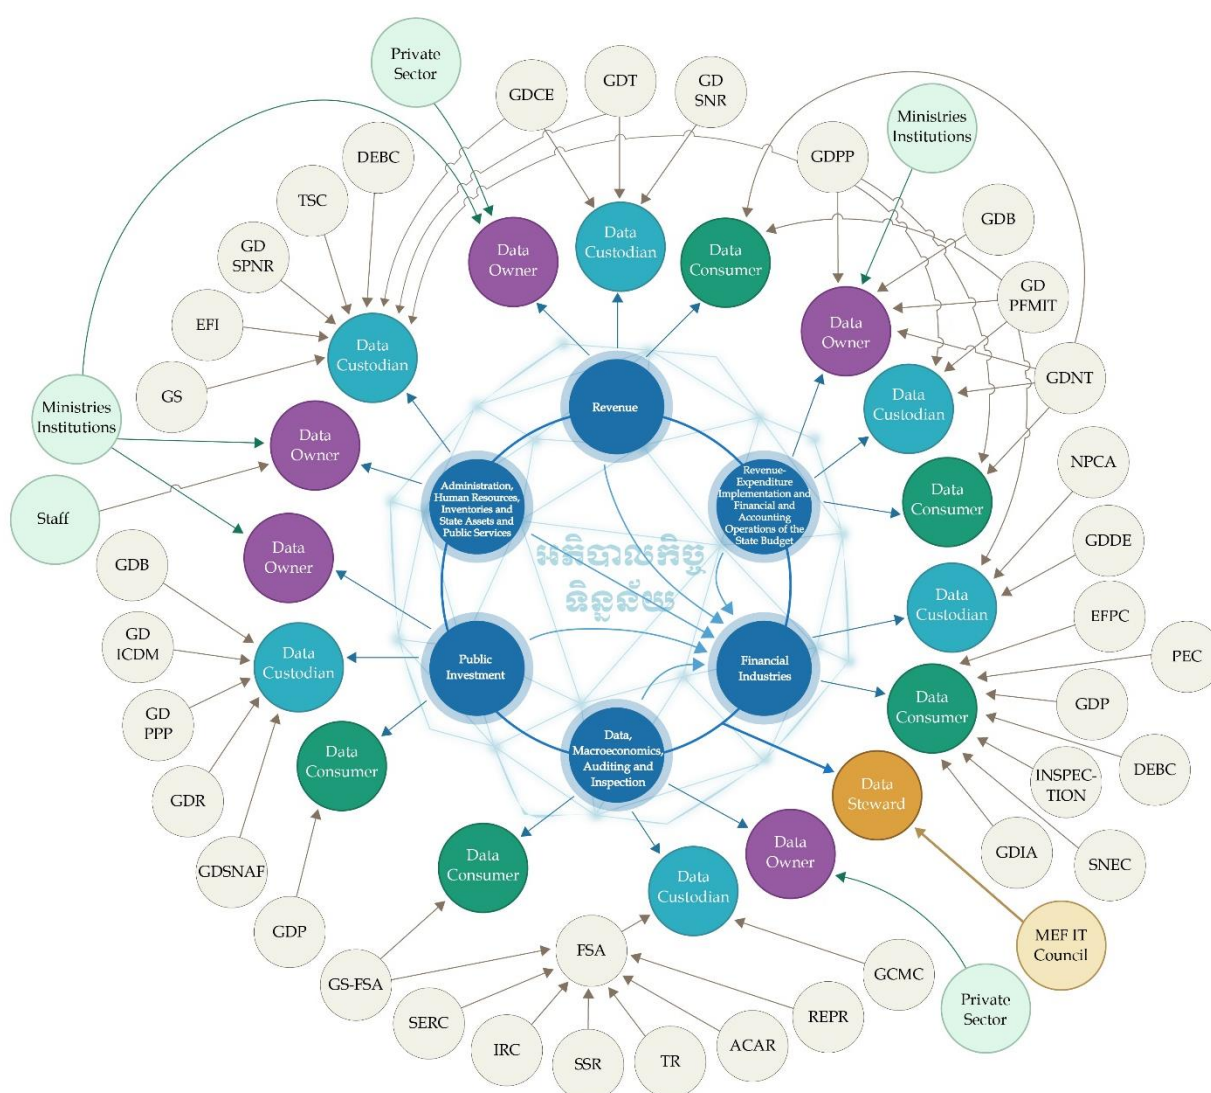 Private
Sector
GDCE
GDT
GD
SNR
Ministries
Institutions
DEBC
GDPP
TSC
GDB
GD
SPNR
Data
Owner
Data
Custodian
Data
Consumer
GD
PFMIT
EFI
Data
Custodian
Data
Owner
GS
GDNT
Ministries
Institutions
Revenue
Data
Custodian
Data
Owner
NPCA
Administration,
Human Resources,
Inventories
and State Assets
and Public Services
Revenue-
Expenditure
Implementation and
Financial and
Accounting
Operations of the
State Budget
Data
Consumer
Staff
Data
Owner
អភិបាលកិច្ច
ទិន្នន័យ
GDDE
GDB
Data
Custodian
EFPC
GD
ICDM
Data
Custodian
Public
Investment
Financial
Industries
PEC
Data
Consumer
GDP
GD
PPP
Data
Consumer
Data,
Macroeconomics,
Auditing and
Inspection
DEBC
INSPEC-
TION
Data
Steward
GDR
GDIA
SNEC
GDSNAF
Data
Consumer
Data
Custodian
Data
Owner
GDP
MEF IT
Council
GS-FSA
FSA
GCMC
Private
Sector
SERC
REPR
IRC
SSR
TR
ACAR